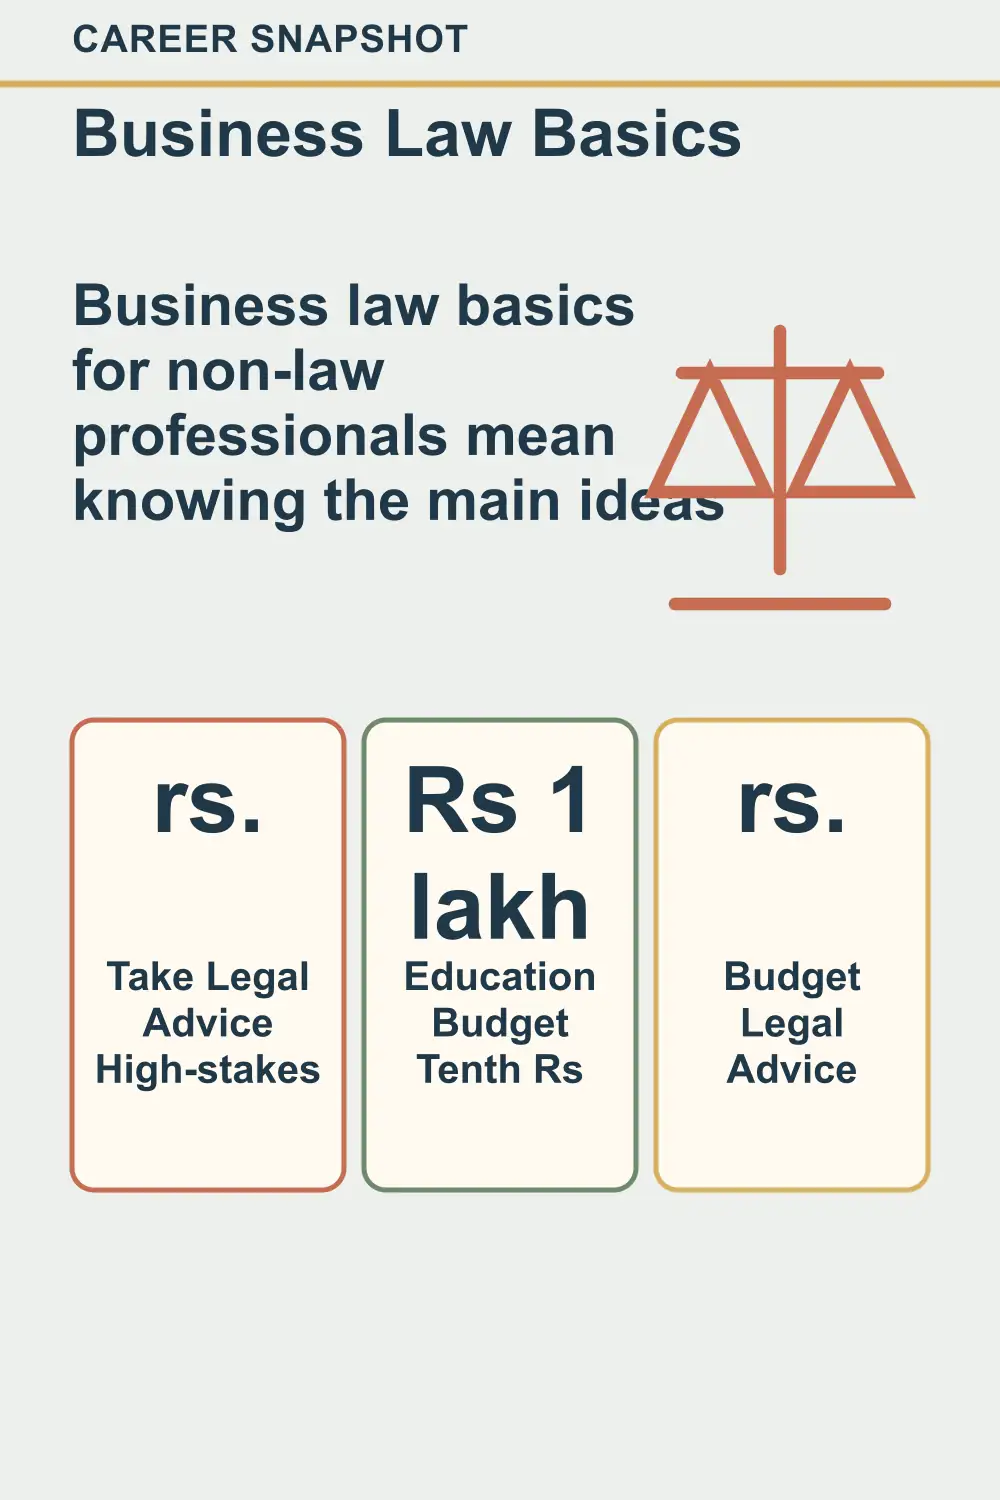 CAREER SNAPSHOT
Business Law Basics
Business law basics
for non-law
professionals mean
knowing the main ideas
rs.
Take Legal
Advice
High-stakes
Rs 1
lakh
Education
Budget
Tenth Rs
rs.
Budget
Legal
Advice